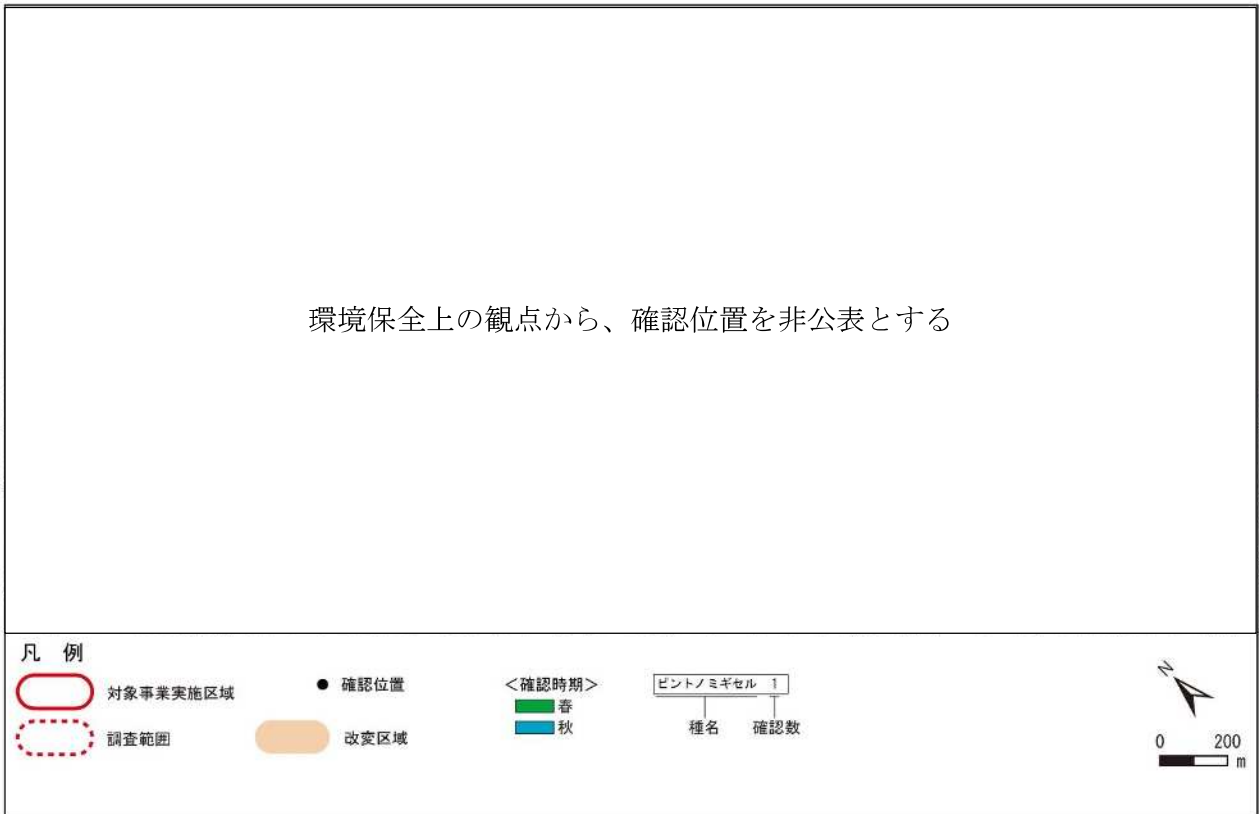 環境保全上の観点から、確認位置を非公表とする
凡 例
対象事業実施区域
調査範囲
確認位置
改変区域
＜確認時期＞
春
秋
ピントノミギセル 1
種名 確認数
N
0 200
m